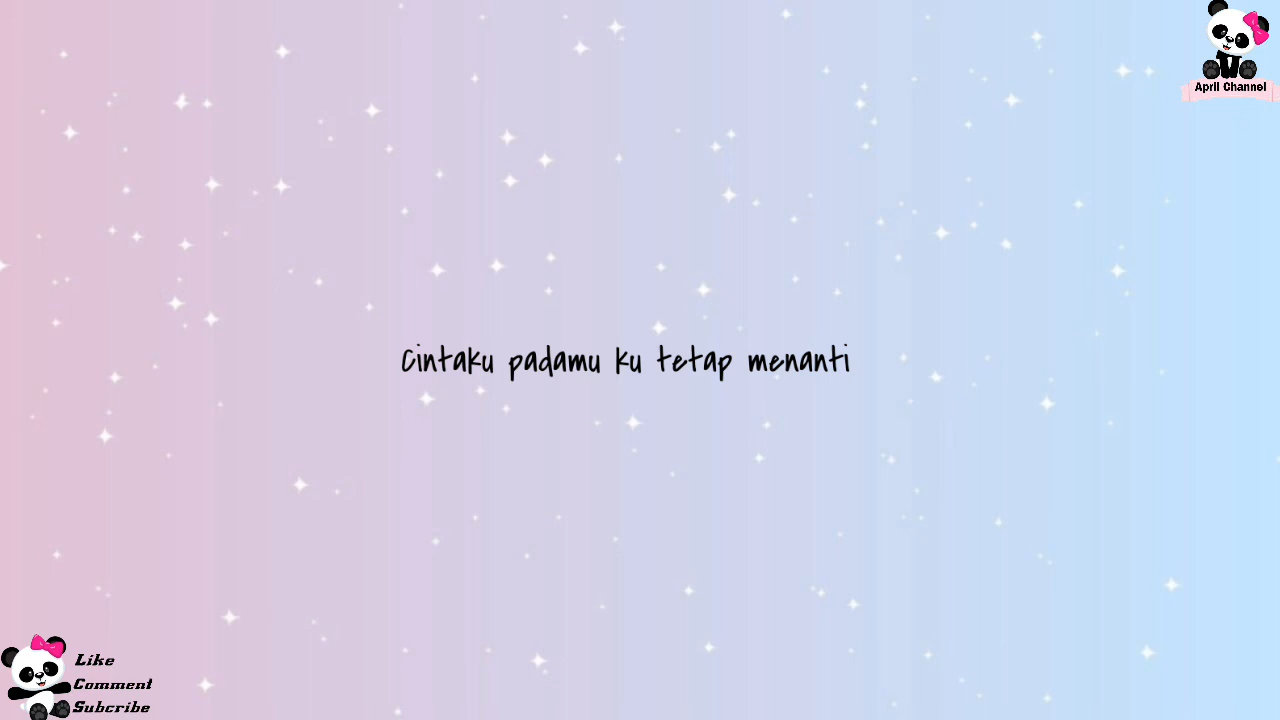 April Channel
Cintaku padamu ku tetap menanti
Like
Comment
Subcribe